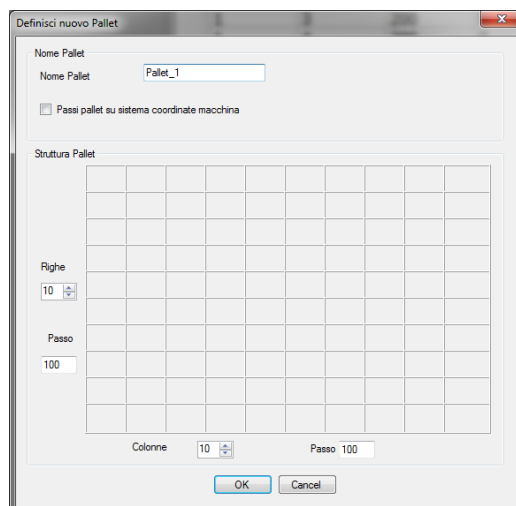 Definisci nuovo Pallet
Nome Pallet
Nome Pallet Pallet_1
Passi pallet su sistema coordinate macchina
Struttura Pallet
Righe
10
Passo
100
Colonne 10 Passo 100
OK Cancel